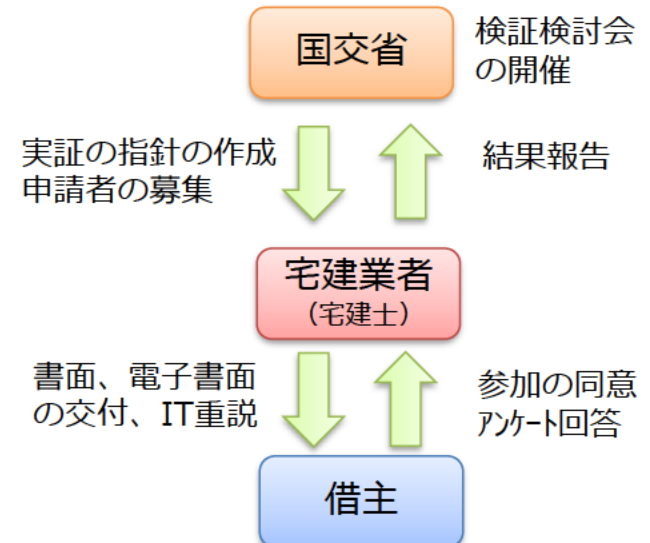 国交省
検証検討会
の開催
実証の指針の作成
申請者の募集
結果報告
宅建業者
（宅建士）
書面、電子書面
の交付、IT重説
参加の同意
ｱﾝｹｰﾄ回答
借主